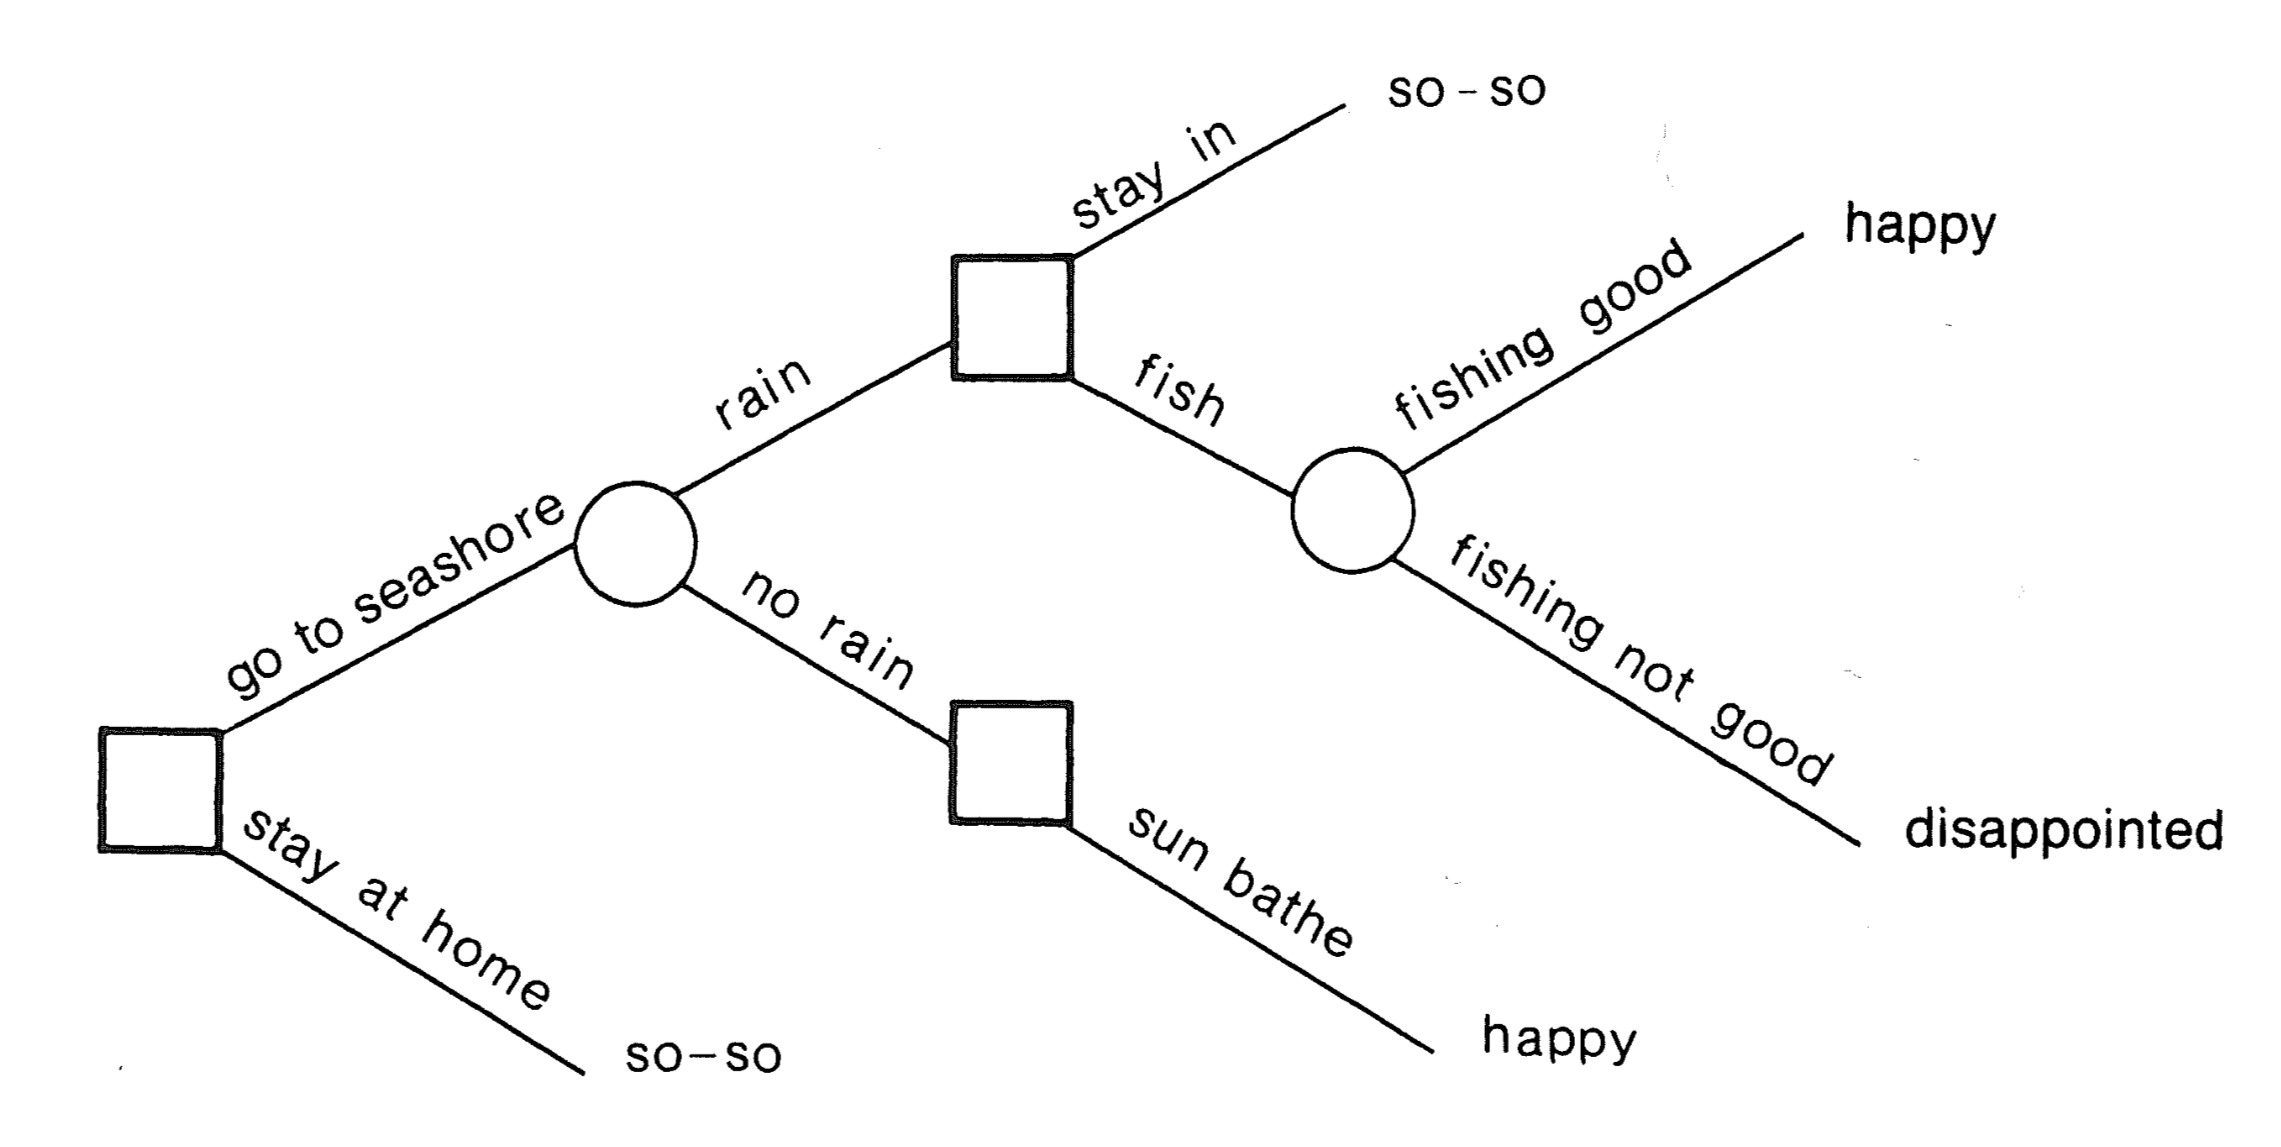 so-so
stay in
happy
fishing good
rain
fish
go to seashore
no rain
fishing not good
stay at home
sun bathe
disappointed
so-so
happy